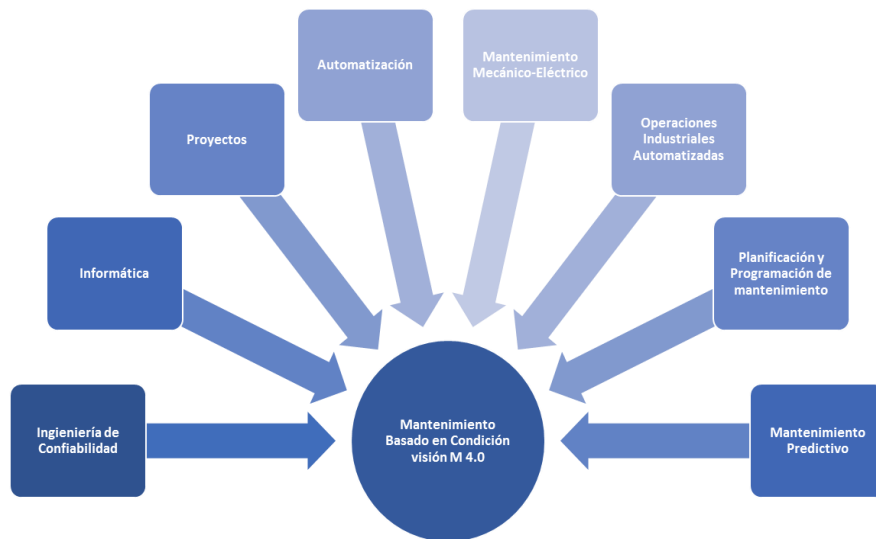 Automatización
Mantenimiento
Mecánico-Eléctrico
Proyectos
Operaciones
Industriales
Automatizadas
Informática
Planificación y
Programación de
mantenimiento
Ingieniería de
Confiabilidad
Mantenimiento
Basado en Condición
visión M 4.0
Mantenimiento
Predictivo